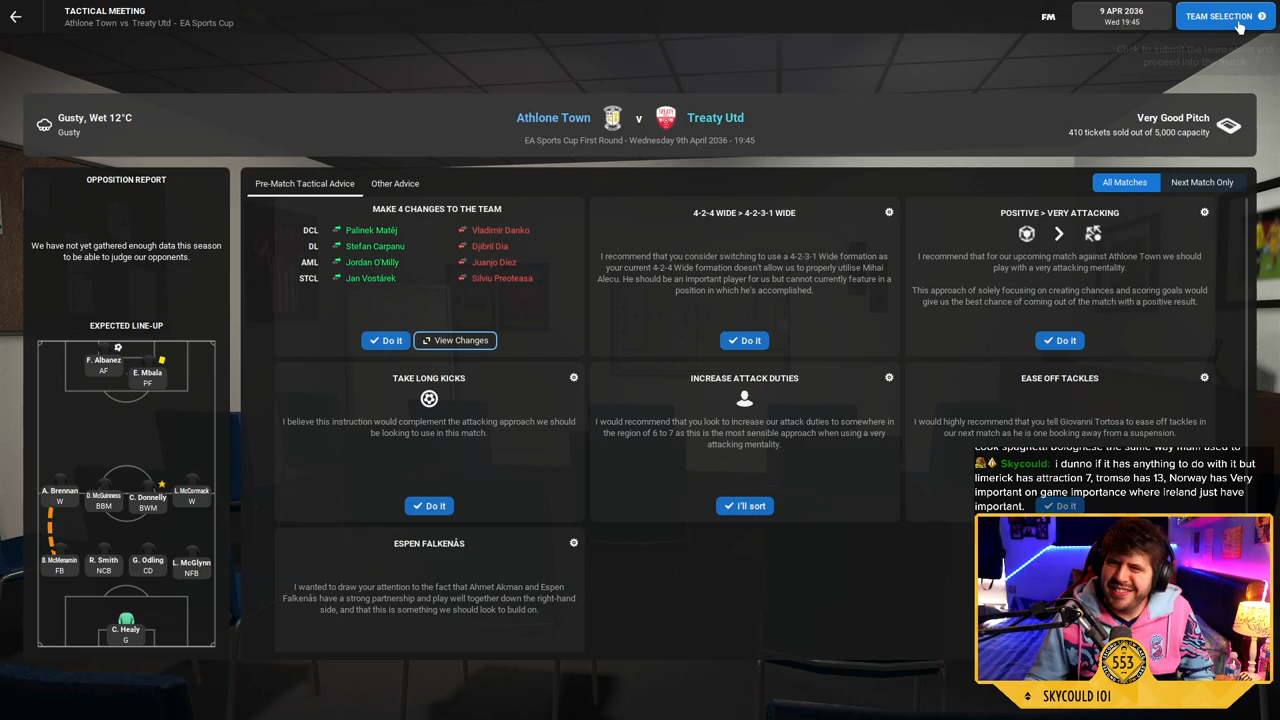 TACTICAL MEETING
Athlone Town vs Treaty Utd - EA Sports Cup
FM
9 APR 2036
Wed 19:45
TEAM SELECTION
Click to submit the team sheet and
proceed into the match
Gusty, Wet 12°C
Gusty
Athlone Town v Treaty Utd
EA Sports Cup First Round - Wednesday 9th April 2036 - 19:45
Very Good Pitch
410 tickets sold out of 5,000 capacity
OPPOSITION REPORT
We have not yet gathered enough data this season
to be able to judge our opponents.
EXPECTED LINE-UP
F. Albanez
AF
E. Mbala
PF
A. Brennan
W
D. McGuinness
BBM
C. Donnelly
BWM
I. McCormack
W
B. McMenamin
FB
R. Smith
NCB
G. Odling
CD
L. McGlynn
NFB
C. Healy
G
Pre-Match Tactical Advice
Other Advice
All Matches
Next Match Only
MAKE 4 CHANGES TO THE TEAM
DCL Palinek Matěj Vladimir Danko
DL Stefan Carpanu Djibril Dia
AML Jordan O'Milly Juanjo Díez
STCL Jan Vostárek Silviu Preoteasa
Do it
View Changes
4-2-4 WIDE > 4-2-3-1 WIDE
I recommend that you consider switching to use a 4-2-3-1 Wide formation as
your current 4-2-4 Wide formation doesn't allow us to properly utilise Mihai
Alecu. He should be an important player for us but cannot currently feature in a
position in which he's accomplished.
Do it
POSITIVE > VERY ATTACKING
I recommend that for our upcoming match against Athlone Town we should
play with a very attacking mentality.
This approach of solely focusing on creating chances and scoring goals would
give us the best chance of coming out of the match with a positive result.
Do it
TAKE LONG KICKS
I believe this instruction would complement the attacking approach we should
be looking to use in this match.
Do it
INCREASE ATTACK DUTIES
I would recommend that you look to increase our attack duties to somewhere in
the region of 6 to 7 as this is the most sensible approach when using a very
attacking mentality.
I'll sort
EASE OFF TACKLES
I would highly recommend that you tell Giovanni Tortosa to ease off tackles in
our next match as he is one booking away from a suspension.
Do it
ESPEN FALKENÅS
I wanted to draw your attention to the fact that Ahmet Akman and Espen
Falkenås have a strong partnership and play well together down the right-hand
side, and that this is something we should look to build on.
Skycould: i dunno if it has anything to do with it but
limerick has attraction 7, tromsø has 13, Norway has Very
important on game importance where Ireland just have
important.
553
SKYCOULD 101